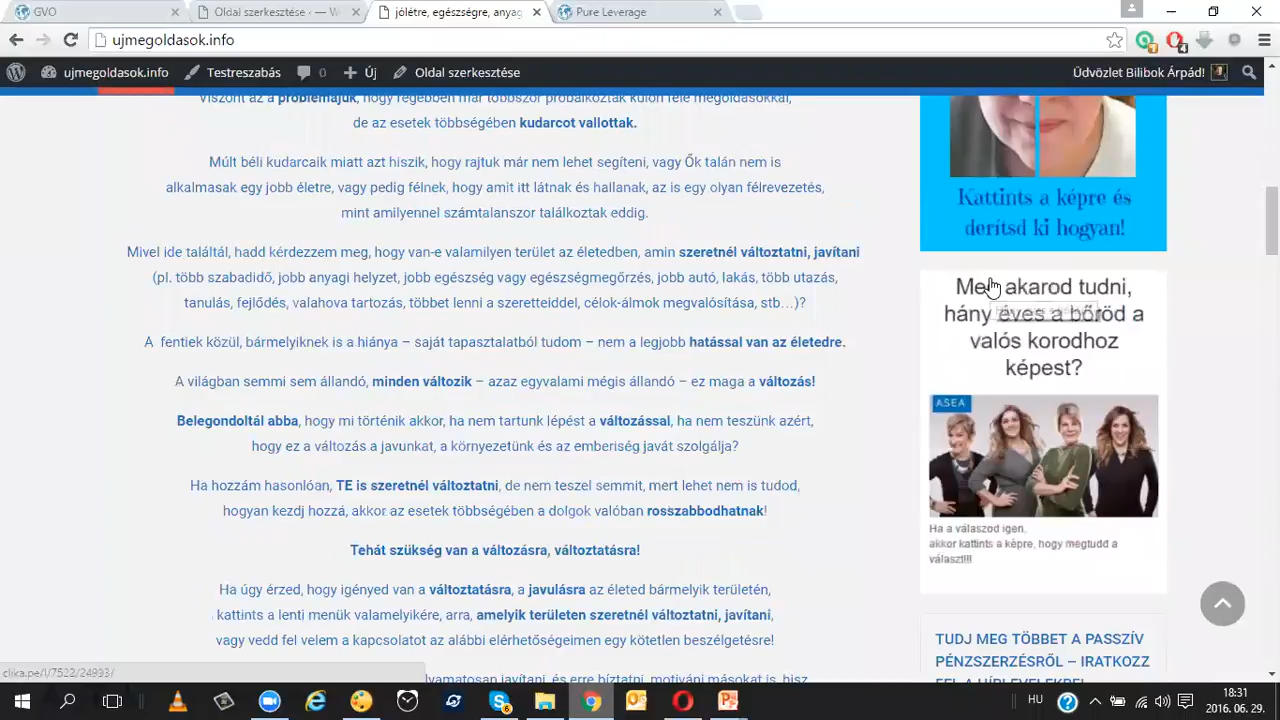 GVO
Oldal szerkesztése — W
jólétre, egészségre, anyag
Pure Leverage
ujmegoldasok.info
ujmegoldasok.info
Testreszabás
0
Új
Oldal szerkesztése
Üdvözlet Bilibok Árpád!
Viszont az a problémájuk, hogy régebben már többször próbálkoztak külön féle megoldásokkal,
de az esetek többségében kudarcot vallottak.
Múlt béli kudarcaik miatt azt hiszik, hogy rajtuk már nem lehet segíteni, vagy Ők talán nem is
alkalmasak egy jobb életre, vagy pedig félnek, hogy amit itt látnak és hallanak, az is egy olyan félrevezetés,
mint amilyennel számtalanszor találkoztak eddig.
Mivel ide találtál, hadd kérdezzem meg, hogy van-e valamilyen terület az életedben, amin szeretnél változtatni, javítani
(pl. több szabadidő, jobb anyagi helyzet, jobb egészség vagy egészségmegőrzés, jobb autó, lakás, több utazás,
tanulás, fejlődés, valahova tartozás, többet lenni a szeretteiddel, célok-álmok megvalósítása, stb…)?
A fentiek közül, bármelyiknek is a hiánya – saját tapasztalatból tudom – nem a legjobb hatással van az életedre.
A világban semmi sem állandó, minden változik – azaz egyvalami mégis állandó – ez maga a változás!
Belegondoltál abba, hogy mi történik akkor, ha nem tartunk lépést a változással, ha nem teszünk azért,
hogy ez a változás a javunkat, a környezetünk és az emberiség javát szolgálja?
Ha hozzám hasonlóan, TE is szeretnél változtatni, de nem teszel semmit, mert lehet nem is tudod,
hogyan kezdj hozzá, akkor az esetek többségében a dolgok valóban rosszabbodhatnak!
Tehát szükség van a változásra, változtatásra!
Ha úgy érzed, hogy igényed van a változtatásra, a javulásra az életed bármelyik területén,
kattints a lenti menük valamelyikére, arra, amelyik területen szeretnél változtatni, javítani,
vagy vedd fel velem a kapcsolatot az alábbi elérhetőségeimen egy kötetlen beszélgetésre!
lyamatosan javítani, és erre bíztatni, motiválni másokat is, hisz
Kattints a képre és
derítsd ki hogyan!
akarod tudni,
hány éves a bőröd a
valós korodhoz
képest?
ASEA
Ha a válaszod igen,
akkor kattints a képre, hogy megtudd a
választ!!!
TUDJ MEG TÖBBET A PASSZÍV
PÉNZSZERZÉSRŐL – IRATKOZZ
FEL A HÍRLEVELEKRE!
clika.pe/l/7522/24993/
HU
18:31
2016. 06. 29.